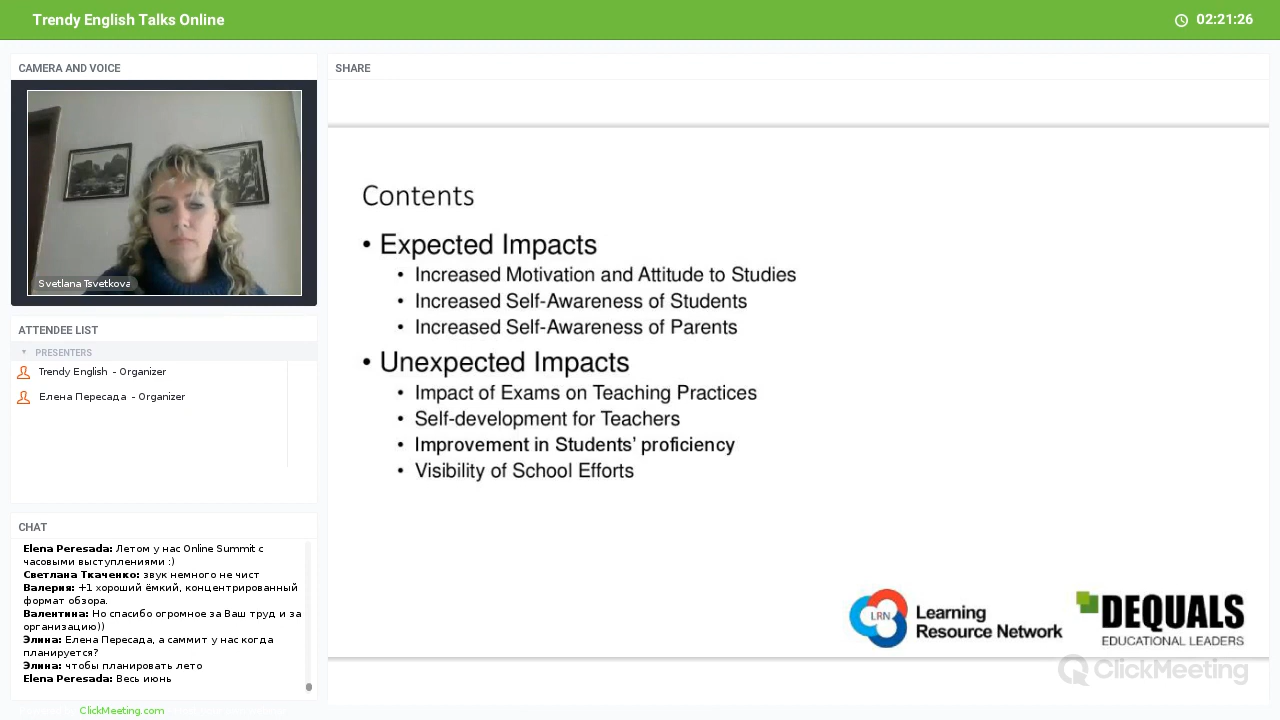 Trendy English Talks Online
02:21:26
CAMERA AND VOICE
Svetlana Tsvetkova
ATTENDEE LIST
PRESENTERS
Trendy English - Organizer
Елена Пересада - Organizer
CHAT
Elena Peresada: Летом у нас Online Summit с
часовыми выступлениями :)
Светлана Ткаченко: звук немного не чист
Валерия: +1 хороший ёмкий, концентрированный
формат обзора.
Валентина: Но спасибо огромное за Ваш труд и за
организацию))
Элина: Елена Пересада, а саммит у нас когда
планируется?
Элина: чтобы планировать лето
Elena Peresada: Весь июнь
ClickMeeting.com
SHARE
Contents
• Expected Impacts
• Increased Motivation and Attitude to Studies
• Increased Self-Awareness of Students
• Increased Self-Awareness of Parents
• Unexpected Impacts
• Impact of Exams on Teaching Practices
• Self-development for Teachers
• Improvement in Students’ proficiency
• Visibility of School Efforts
LRN
Learning
Resource Network
DEQUALS
EDUCATIONAL LEADERS
ClickMeeting